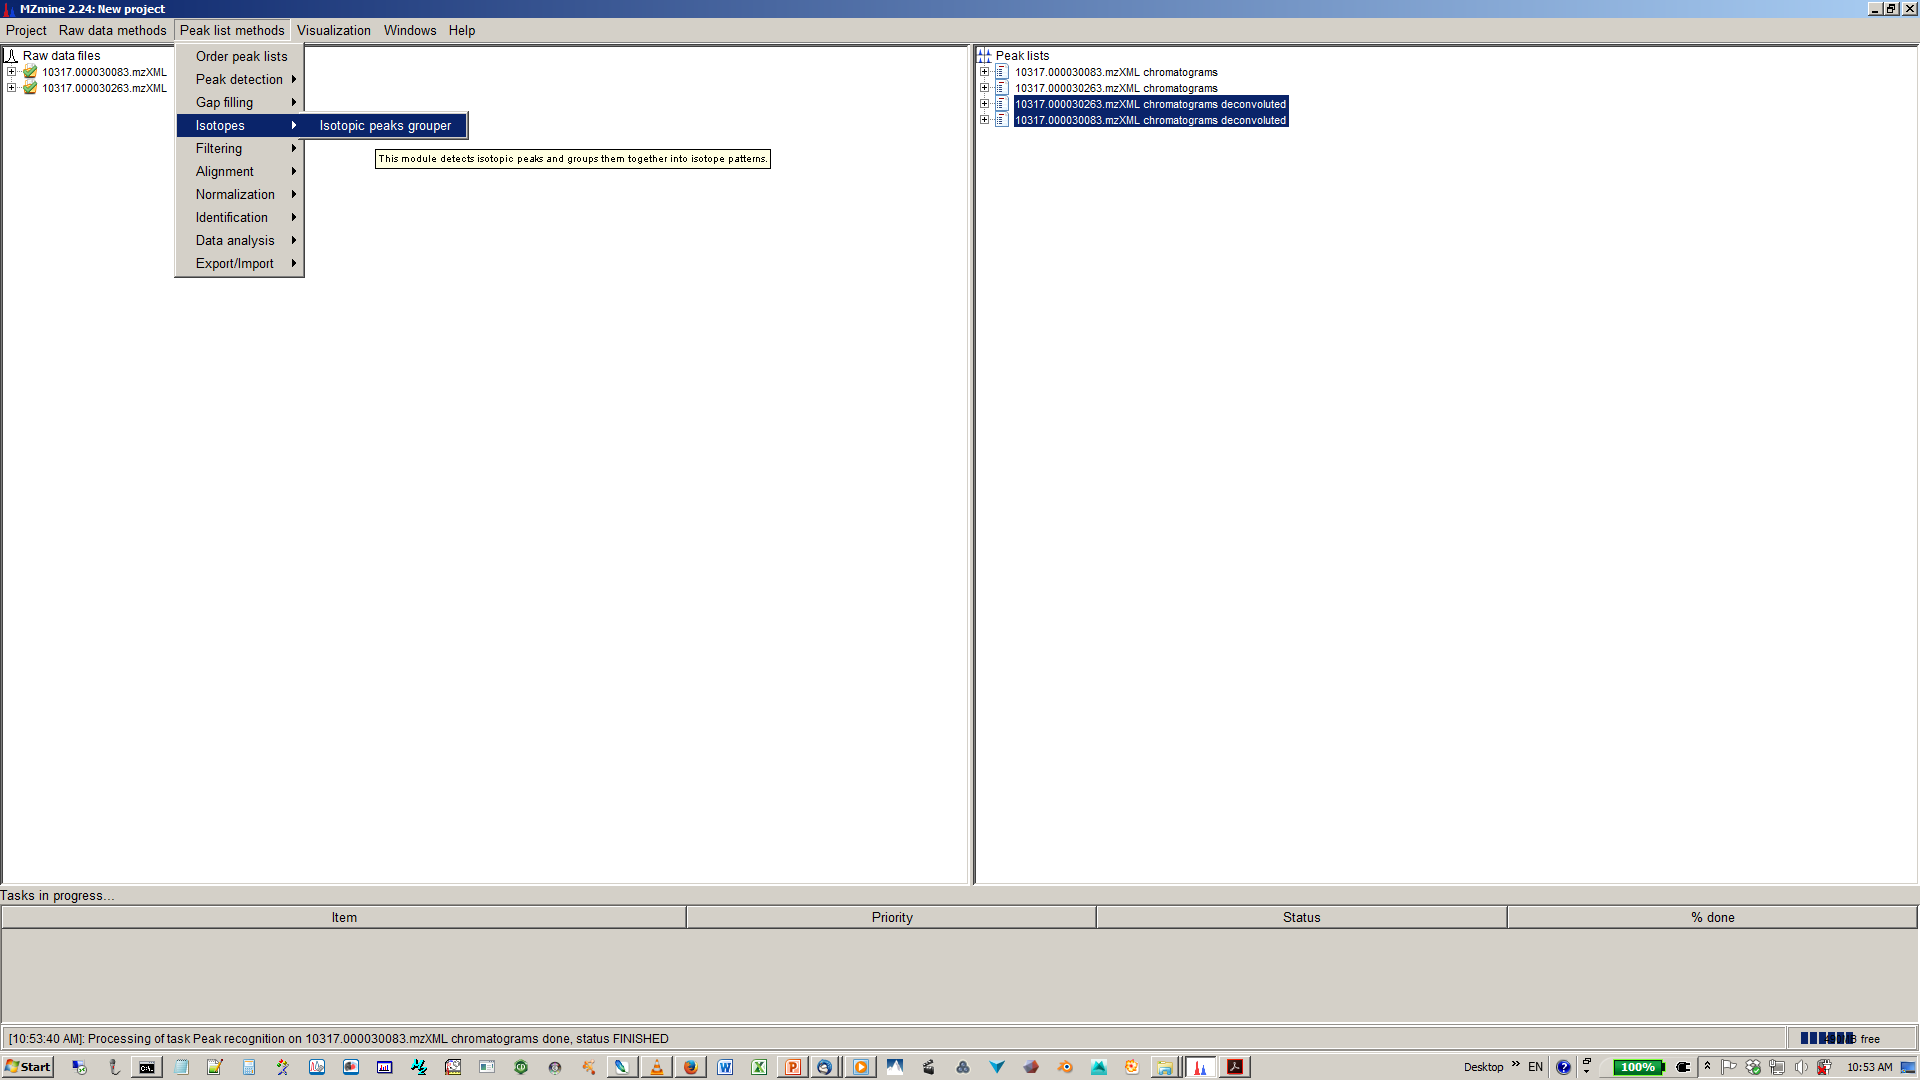 MZmine 2.24: New project
Project Raw data methods Peak list methods Visualization Windows Help
Raw data files
10317.000030083.mzXML
10317.000030263.mzXML
Order peak lists
Peak detection
Gap filling
Isotopes
Filtering
Alignment
Normalization
Identification
Data analysis
Export/Import
Isotopic peaks grouper
This module detects isotopic peaks and groups them together into isotope patterns.
Peak lists
10317.000030083.mzXML chromatograms
10317.000030263.mzXML chromatograms
10317.000030263.mzXML chromatograms deconvoluted
10317.000030083.mzXML chromatograms deconvoluted
Tasks in progress...
Item Priority Status % done
[10:53:40 AM]: Processing of task Peak recognition on 10317.000030083.mzXML chromatograms done, status FINISHED
free
Start
Desktop
EN
100%
10:53 AM